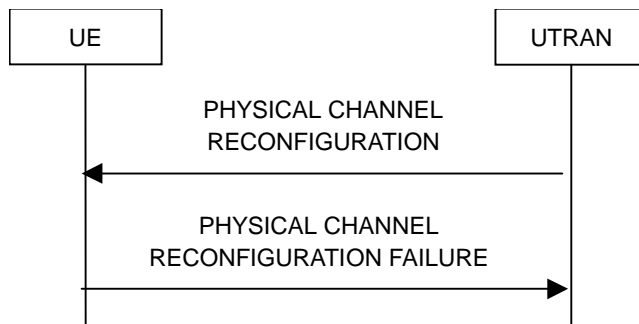 UE
UTRAN
PHYSICAL CHANNEL
RECONFIGURATION
PHYSICAL CHANNEL
RECONFIGURATION FAILURE